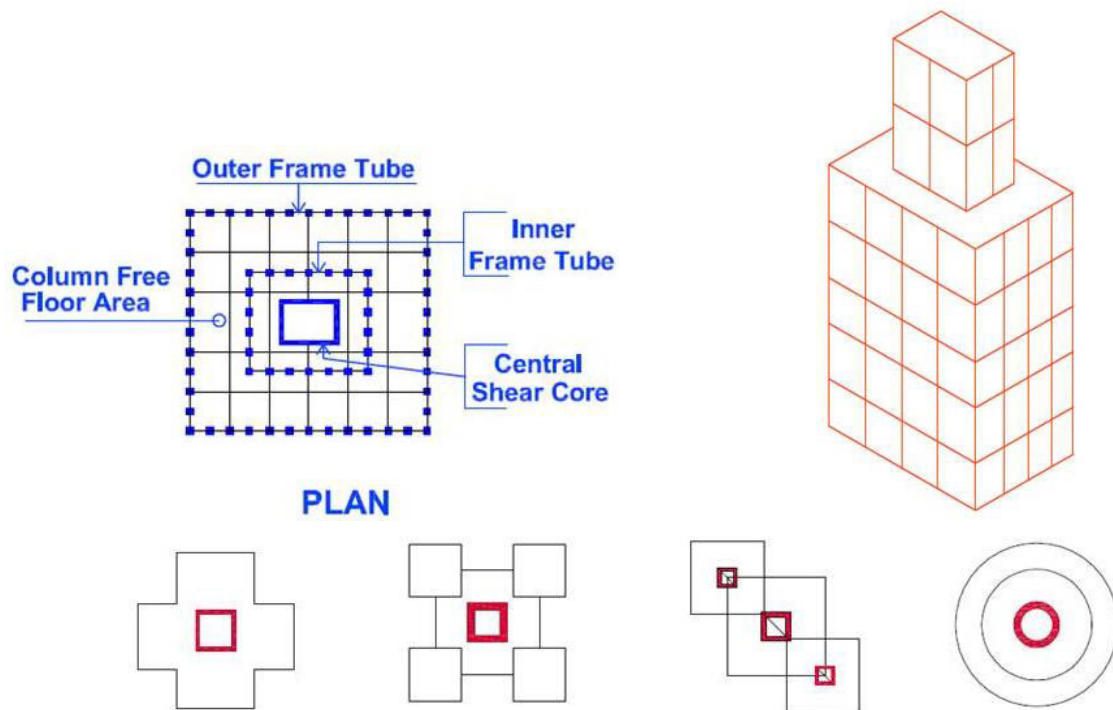 Outer Frame Tube
Inner
Frame Tube
Column Free
Floor Area
Central
Shear Core
PLAN